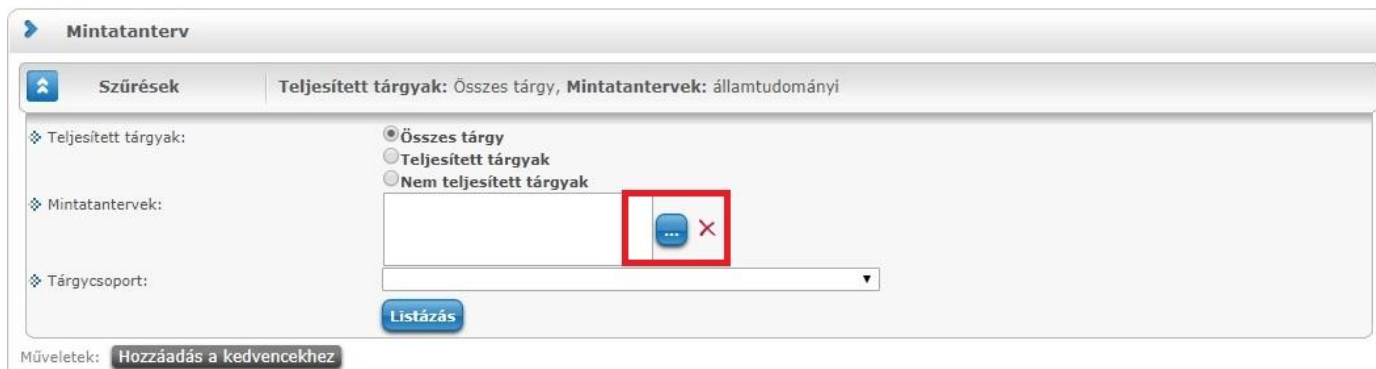 Mintatanterv
Szűrések Teljesített tárgyak: Összes tárgy, Mintatantervek: államtudományi
Teljesített tárgyak: Összes tárgy
Teljesített tárgyak
Nem teljesített tárgyak
Mintatantervek:
...
Tárgycsoport:
Listázás
Műveletek: Hozzáadás a kedvencekhez